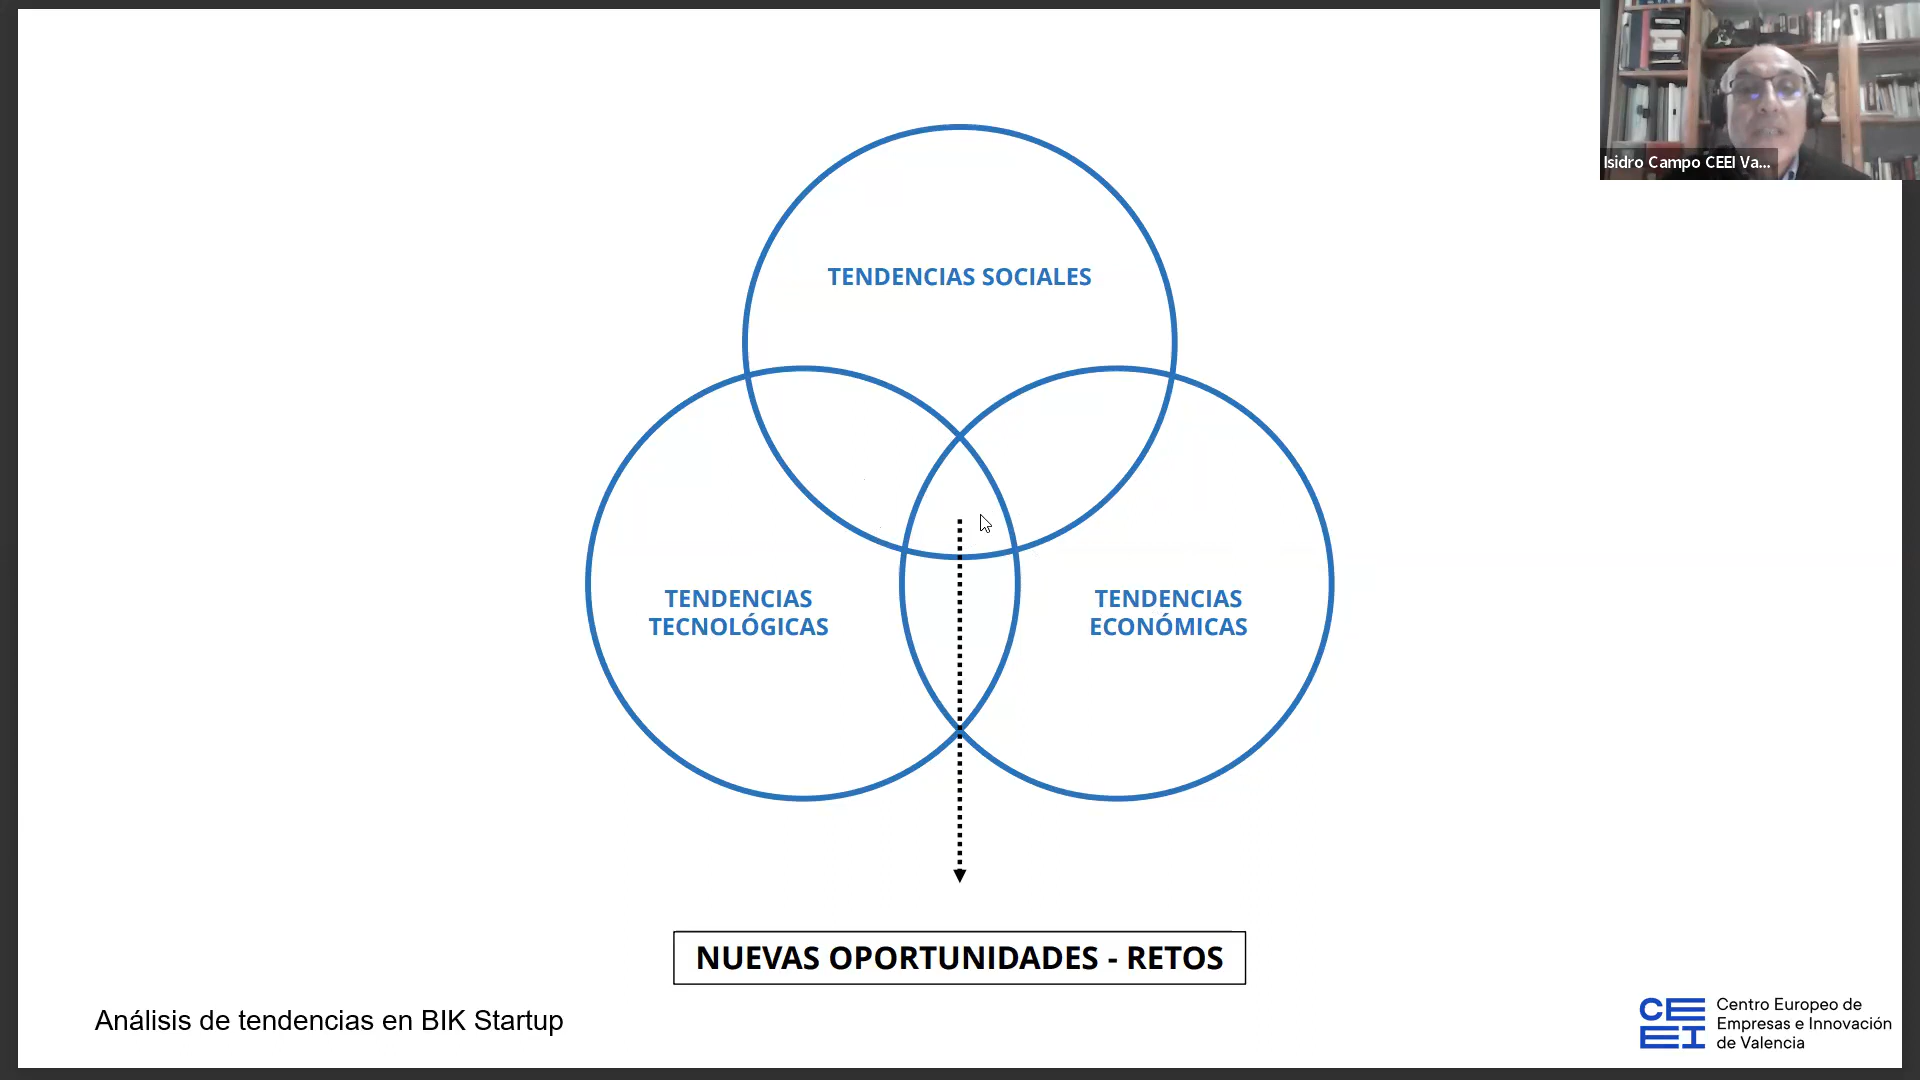 Isidro Campo CEEI Va...
TENDENCIAS SOCIALES
TENDENCIAS
TECNOLÓGICAS
TENDENCIAS
ECONÓMICAS
NUEVAS OPORTUNIDADES - RETOS
Análisis de tendencias en BIK Startup
CEEI
Centro Europeo de
Empresas e Innovación
de Valencia